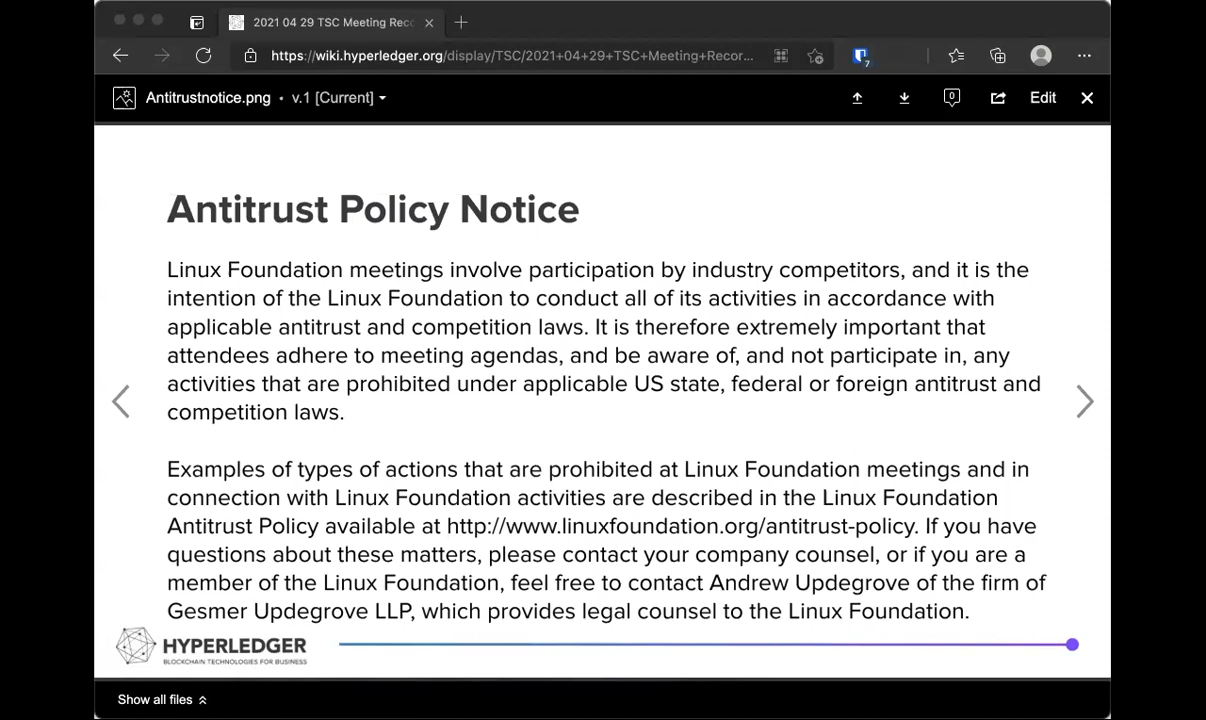 2021 04 29 TSC Meeting Reco
https://wiki.hyperledger.org/display/TSC/2021+04+29+TSC+Meeting+Recor...
7
Antitrustnotice.png • v.1 [Current]
0
Edit
Antitrust Policy Notice
Linux Foundation meetings involve participation by industry competitors, and it is the
intention of the Linux Foundation to conduct all of its activities in accordance with
applicable antitrust and competition laws. It is therefore extremely important that
attendees adhere to meeting agendas, and be aware of, and not participate in, any
activities that are prohibited under applicable US state, federal or foreign antitrust and
competition laws.
Examples of types of actions that are prohibited at Linux Foundation meetings and in
connection with Linux Foundation activities are described in the Linux Foundation
Antitrust Policy available at http://www.linuxfoundation.org/antitrust-policy. If you have
questions about these matters, please contact your company counsel, or if you are a
member of the Linux Foundation, feel free to contact Andrew Updegrove of the firm of
Gesmer Updegrove LLP, which provides legal counsel to the Linux Foundation.
HYPERLEDGER
BLOCKCHAIN TECHNOLOGIES FOR BUSINESS
Show all files